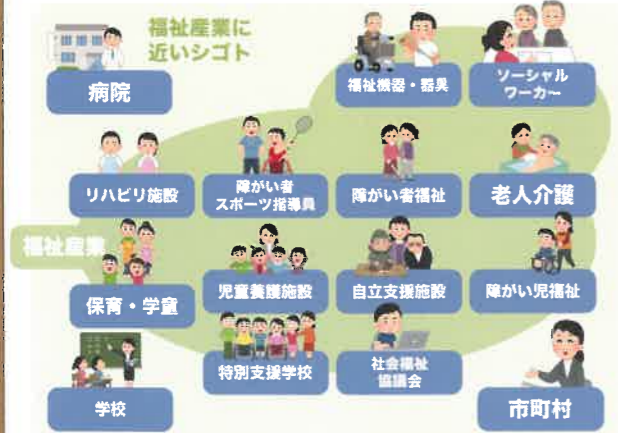 福祉産業に
近いシゴト
病院
福祉機器・器具
ソーシャル
ワーカー
リハビリ施設
障がい者
スポーツ指導員
障がい者福祉
老人介護
福祉産業
保育・学童
児童養護施設
自立支援施設
障がい児福祉
特別支援学校
社会福祉
協議会
学校
市町村